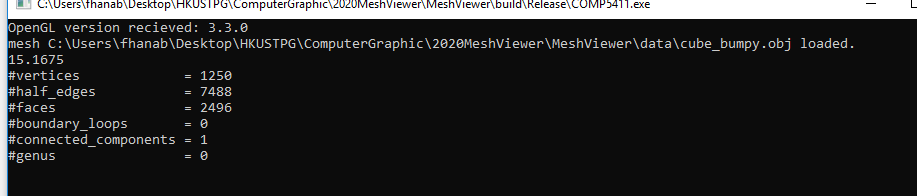 C:\Users\fhanab\Desktop\HKUSTPG\ComputerGraphic\2020MeshViewer\MeshViewer\build\Release\COMP5411.exe
OpenGL version recieved: 3.3.0
mesh C:\Users\fhanab\Desktop\HKUSTPG\ComputerGraphic\2020MeshViewer\MeshViewer\data\cube_bumpy.obj loaded.
15.1675
#vertices = 1250
#half_edges = 7488
#faces = 2496
#boundary_loops = 0
#connected_components = 1
#genus = 0